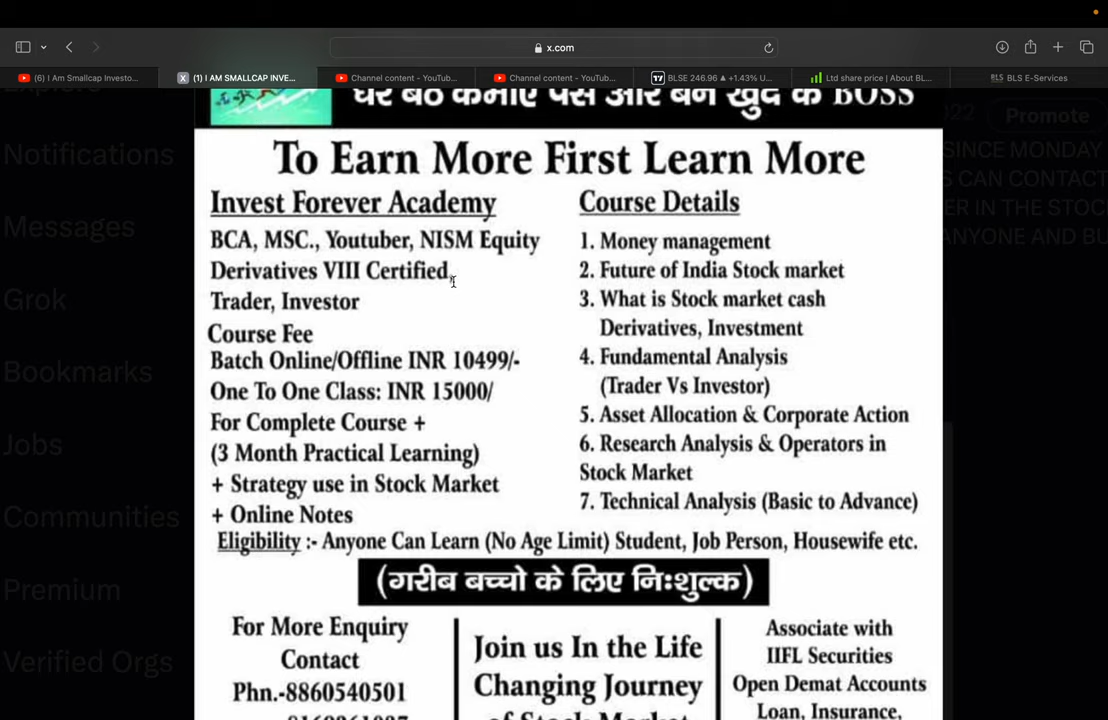 x.com
(6) I Am Smallcap Investo...
(1) I AM SMALLCAP INVE...
Channel content - YouTub...
Channel content - YouTub...
BLSE 246.96 ▲ +1.43% U...
Ltd share price | About BL...
BLS E-Services
घर बैठे कमाए पैसे और बने खुद के BOSS
To Earn More First Learn More
Invest Forever Academy
BCA, MSC., Youtuber, NISM Equity
Derivatives VIII Certified,
Trader, Investor
Course Fee
Batch Online/Offline INR 10499/-
One To One Class: INR 15000/
For Complete Course +
(3 Month Practical Learning)
+ Strategy use in Stock Market
+ Online Notes
Course Details
1. Money management
2. Future of India Stock market
3. What is Stock market cash
Derivatives, Investment
4. Fundamental Analysis
(Trader Vs Investor)
5. Asset Allocation & Corporate Action
6. Research Analysis & Operators in
Stock Market
7. Technical Analysis (Basic to Advance)
Eligibility :- Anyone Can Learn (No Age Limit) Student, Job Person, Housewife etc.
(गरीब बच्चो के लिए निःशुल्क)
For More Enquiry
Contact
Phn.-8860540501
Join us In the Life
Changing Journey
of Stock Market
Associate with
IIFL Securities
Open Demat Accounts
Loan, Insurance,
Explore
Notifications
Messages
Grok
Bookmarks
Jobs
Communities
Premium
Verified Orgs
2022
Promote
SINCE MONDAY
S CAN CONTACT
ER IN THE STOC
ANYONE AND BU